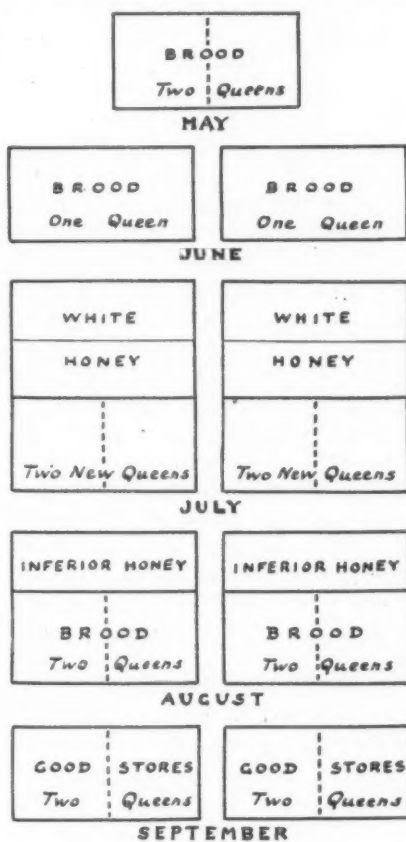 BROOD
Two Queens
MAY
BROOD BROOD
One Queen One Queen
JUNE
WHITE WHITE
HONEY HONEY
Two New Queens Two New Queens
JULY
INFERIOR HONEY INFERIOR HONEY
BROOD BROOD
Two Queens Two Queens
AUGUST
GOOD STORES GOOD STORES
Two Queens Two Queens
SEPTEMBER